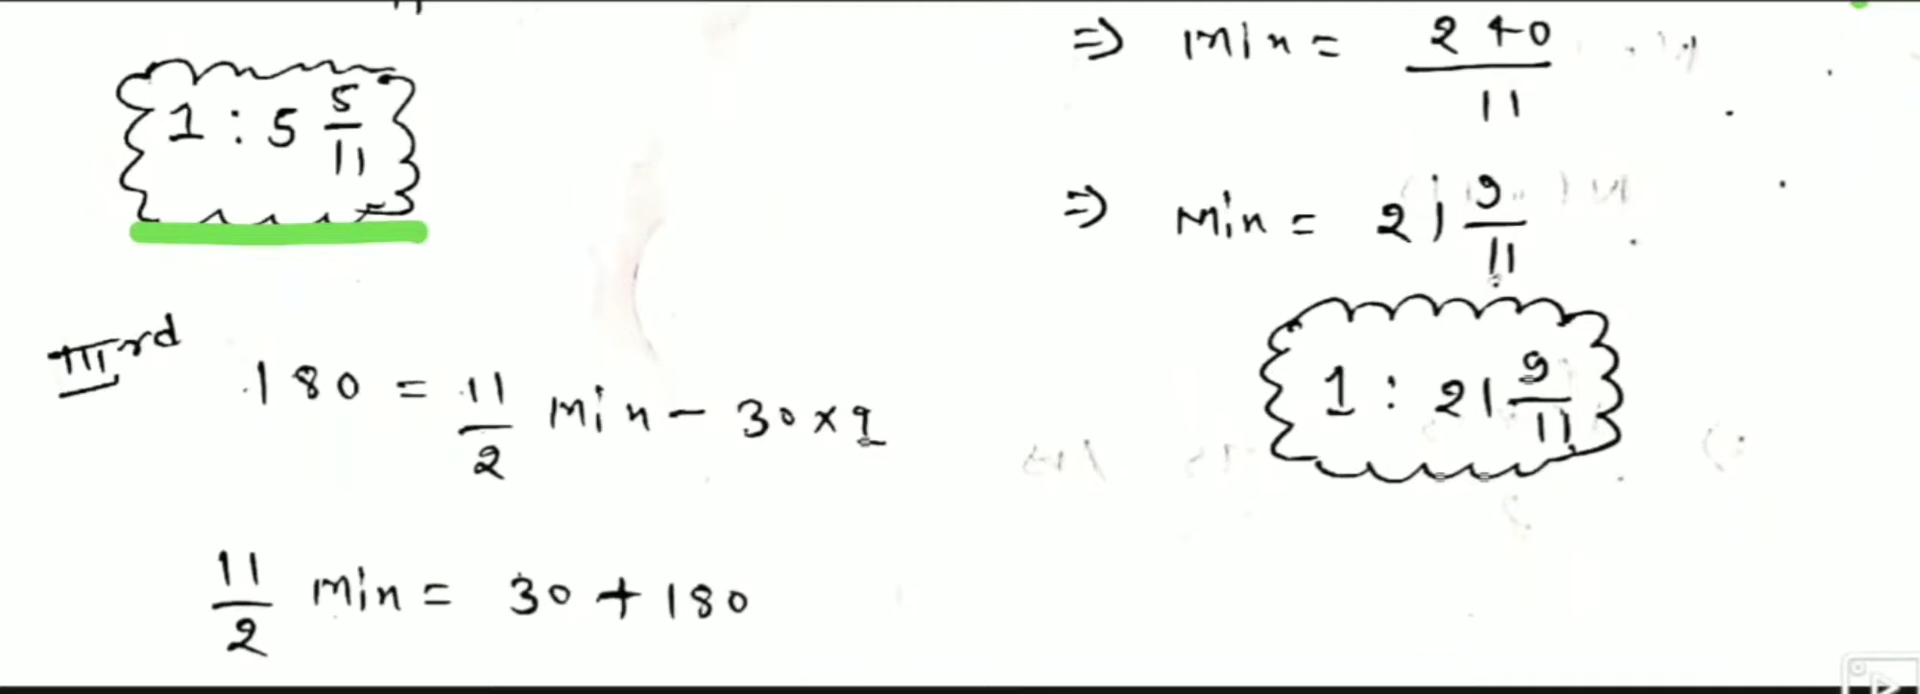 1 : 5 5/11
IIIrd
180 = 11/2 min - 30 × 1
11/2 min = 30 + 180
⇒ min = 240/11
⇒ Min = 21 9/11
1 : 21 9/11